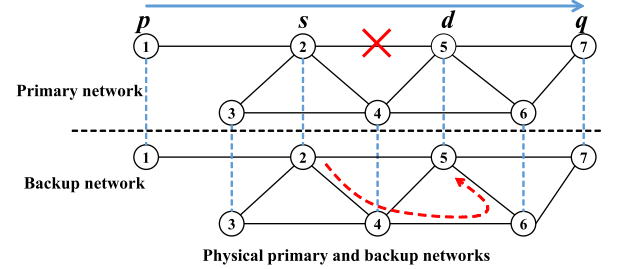 p s d q
1 2 5 7
Primary network
3 4 6
1 2 5 7
Backup network
3 4 6
Physical primary and backup networks